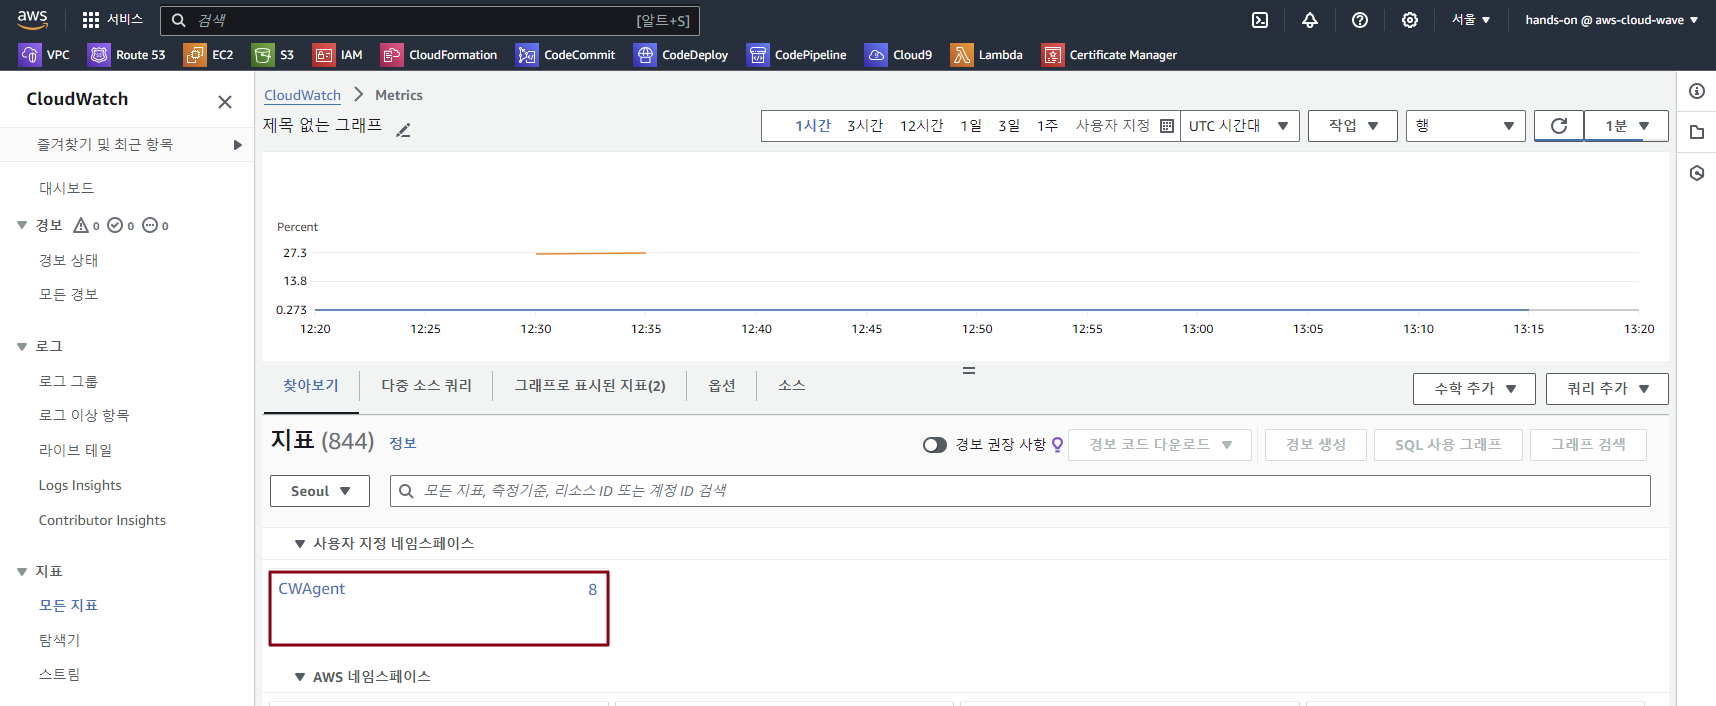 aws 서비스 검색 [알트+S] 서울 hands-on @ aws-cloud-wave
VPC Route 53 EC2 S3 IAM CloudFormation CodeCommit CodeDeploy CodePipeline Cloud9 Lambda Certificate Manager
CloudWatch
즐겨찾기 및 최근 항목
대시보드
경보 0 0 0
경보 상태
모든 경보
로그
로그 그룹
로그 이상 항목
라이브 테일
Logs Insights
Contributor Insights
지표
모든 지표
탐색기
스트림
CloudWatch > Metrics
제목 없는 그래프
1시간 3시간 12시간 1일 3일 1주 사용자 지정 UTC 시간대 작업 행 1분
Percent
27.3
13.8
0.273
12:20 12:25 12:30 12:35 12:40 12:45 12:50 12:55 13:00 13:05 13:10 13:15 13:20
찾아보기 다중 소스 쿼리 그래프로 표시된 지표(2) 옵션 소스 수학 추가 쿼리 추가
지표 (844) 정보 경보 권장 사항 경보 코드 다운로드 경보 생성 SQL 사용 그래프 그래프 검색
Seoul 모든 지표, 측정기준, 리소스 ID 또는 계정 ID 검색
사용자 지정 네임스페이스
CWAgent 8
AWS 네임스페이스